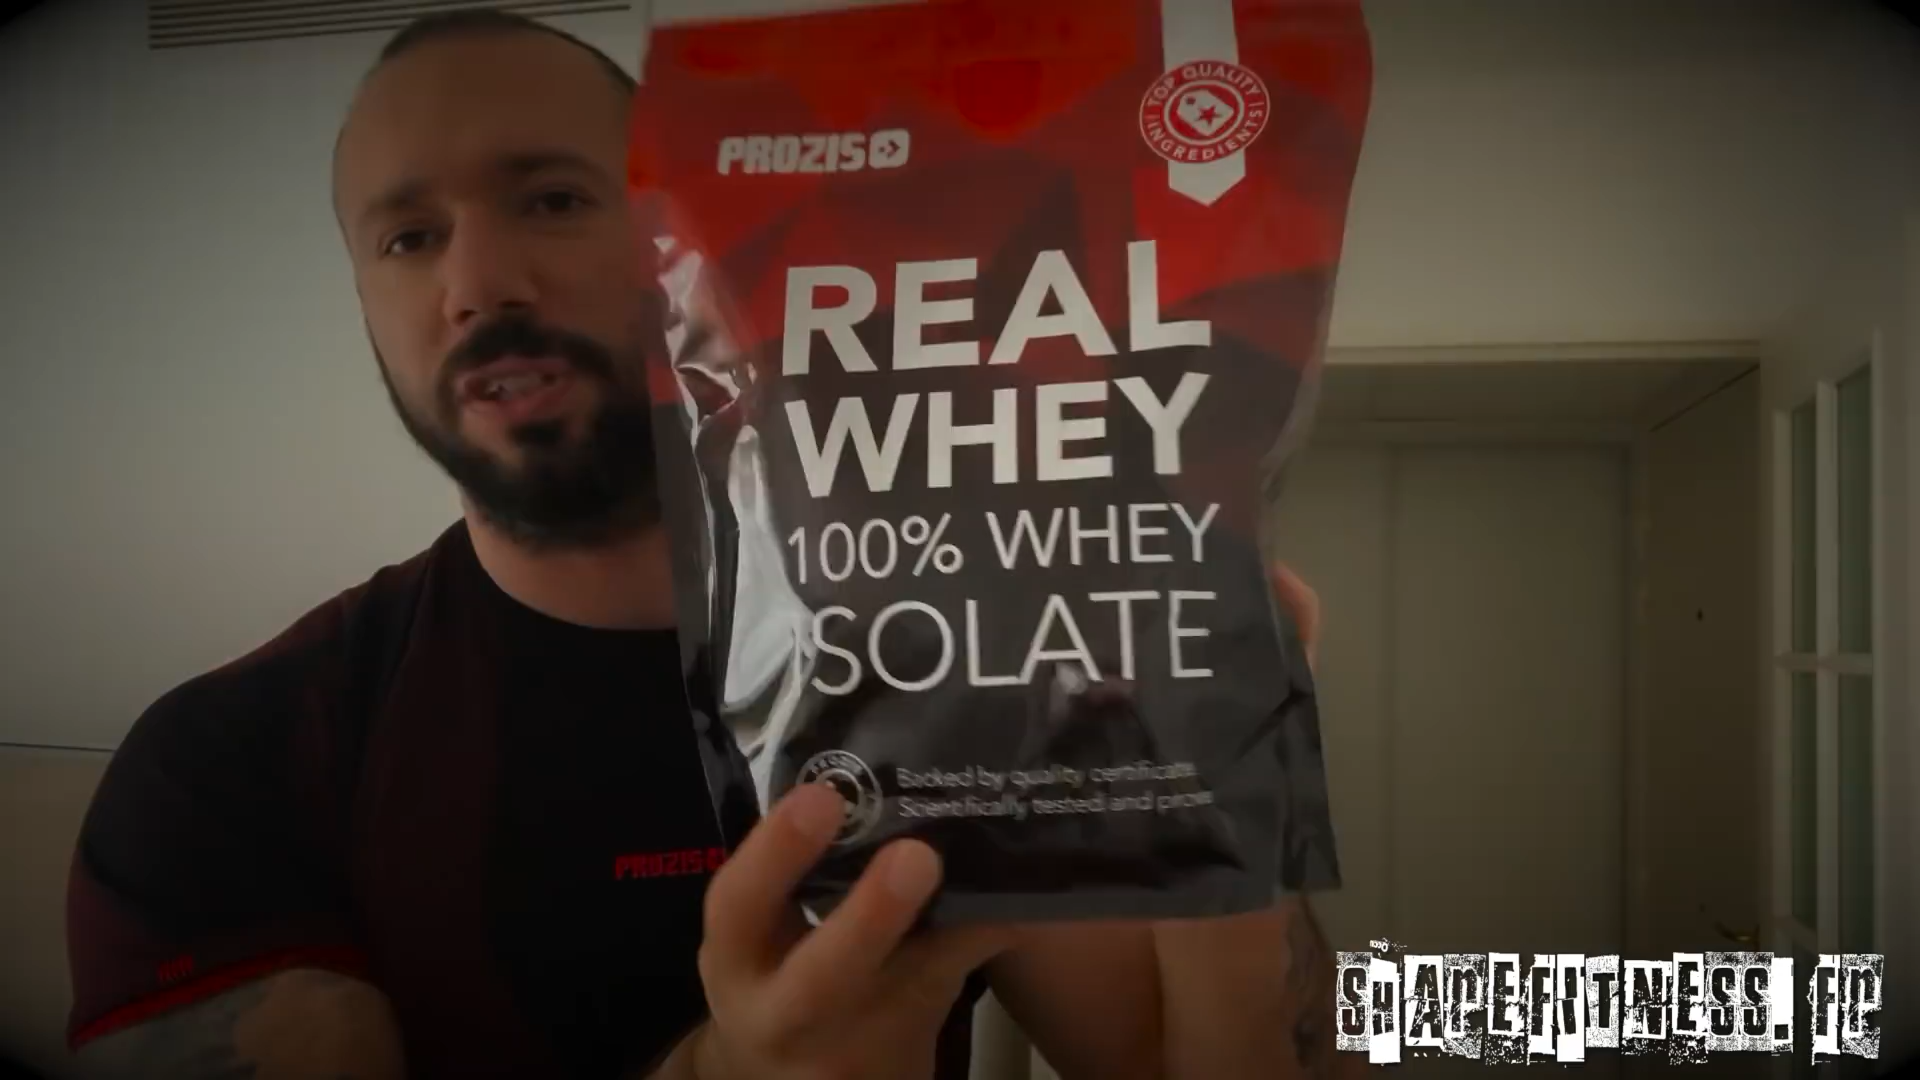 TOP QUALITY
INGREDIENTS
PROZIS
REAL
WHEY
100% WHEY
ISOLATE
Backed by quality certificate
Scientifically tested and
PROZIS
SHAPEFITNESS.FR